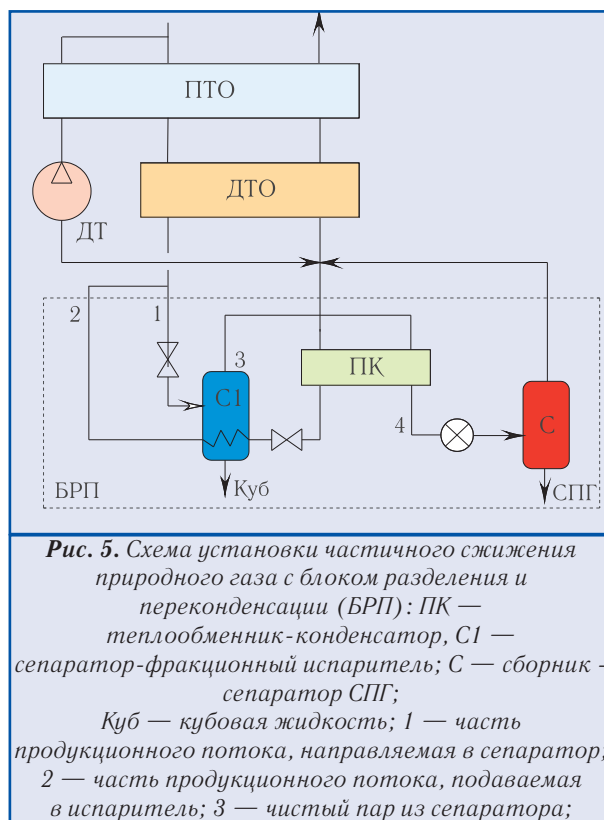 ПТО
ДТО
ДТ
2
1
3
ПК
С1
4
С
БРП
Куб
СПГ
Рис. 5. Схема установки частичного сжижения
природного газа с блоком разделения и
переконденсации (БРП): ПК —
теплообменник-конденсатор, С1 —
сепаратор-фракционный испаритель; С — сборник -
сепаратор СПГ;
Куб — кубовая жидкость; 1 — часть
продукционного потока, направляемая в сепаратор;
2 — часть продукционного потока, подаваемая
в испаритель; 3 — чистый пар из сепаратора;